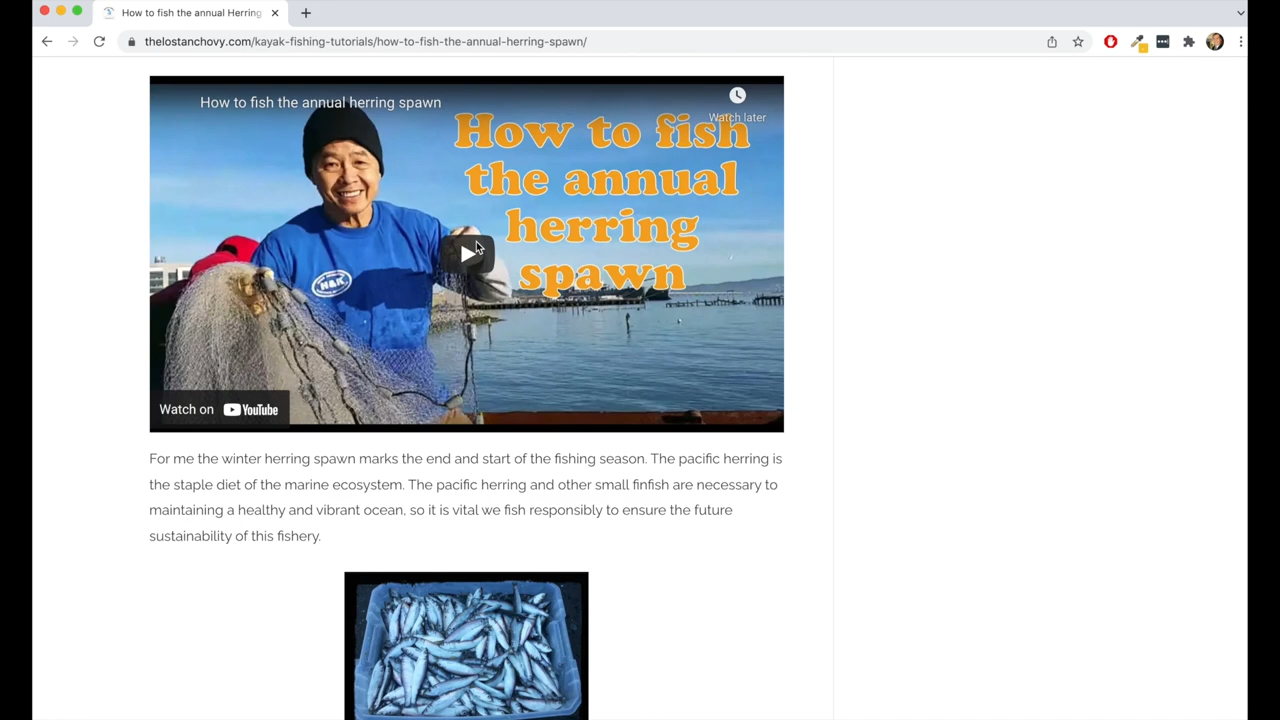 How to fish the annual Herring
thelostanchovy.com/kayak-fishing-tutorials/how-to-fish-the-annual-herring-spawn/
How to fish the annual herring spawn
Watch later
How to fish
the annual
herring
spawn
H&K
Watch on YouTube
For me the winter herring spawn marks the end and start of the fishing season. The pacific herring is
the staple diet of the marine ecosystem. The pacific herring and other small finfish are necessary to
maintaining a healthy and vibrant ocean, so it is vital we fish responsibly to ensure the future
sustainability of this fishery.